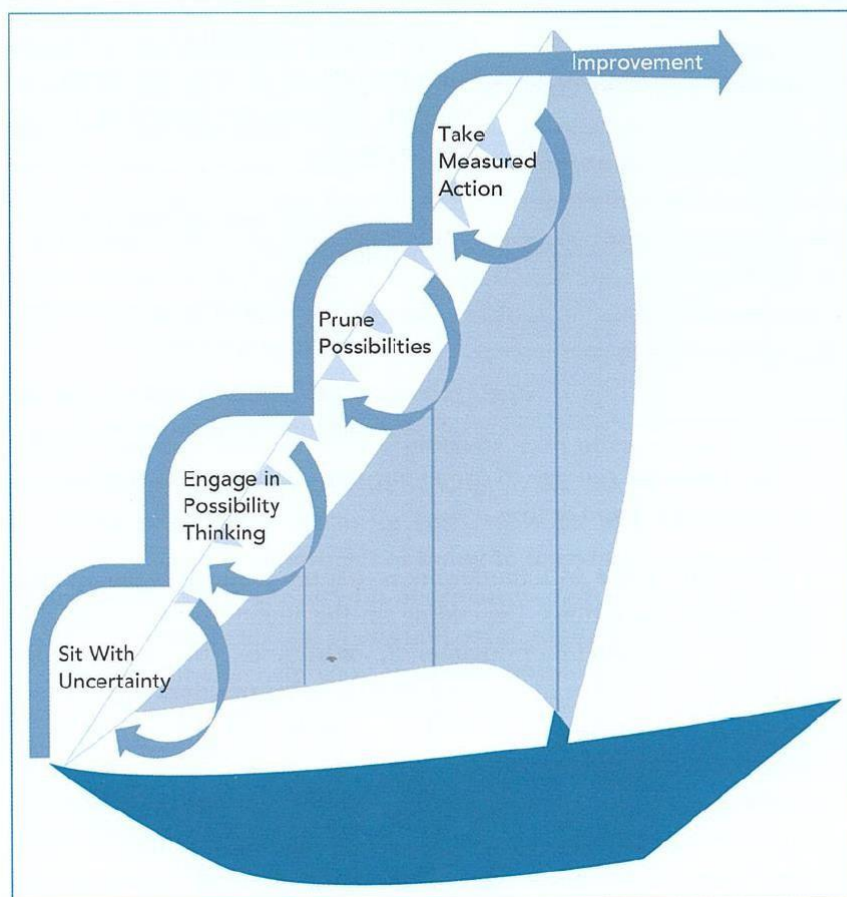 Improvement
Take
Measured
Action
Prune
Possibilities
Engage in
Possibility
Thinking
Sit With
Uncertainty